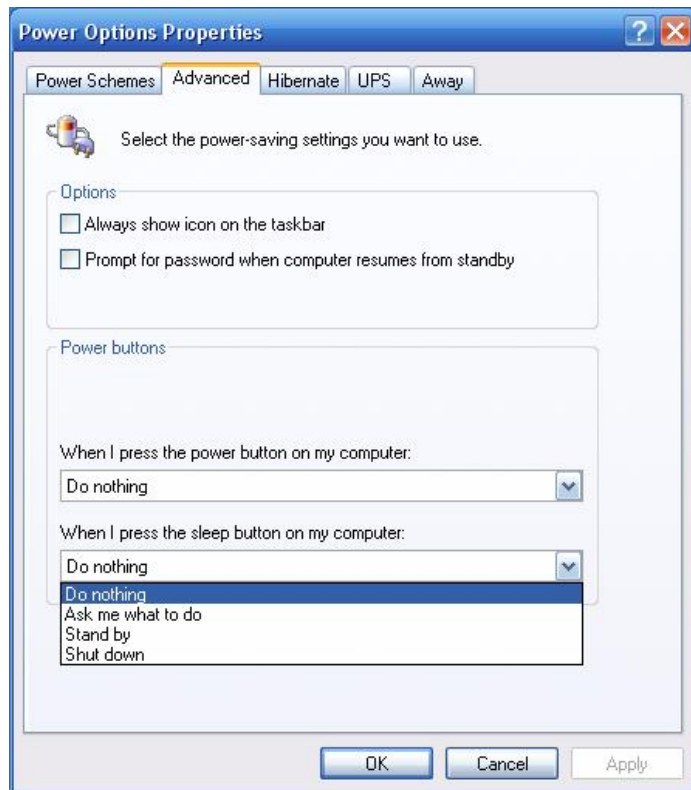 Power Options Properties
Power Schemes Advanced Hibernate UPS Away
Select the power-saving settings you want to use.
Options
Always show icon on the taskbar
Prompt for password when computer resumes from standby
Power buttons
When I press the power button on my computer:
Do nothing
When I press the sleep button on my computer:
Do nothing
Do nothing
Ask me what to do
Stand by
Shut down
OK Cancel Apply